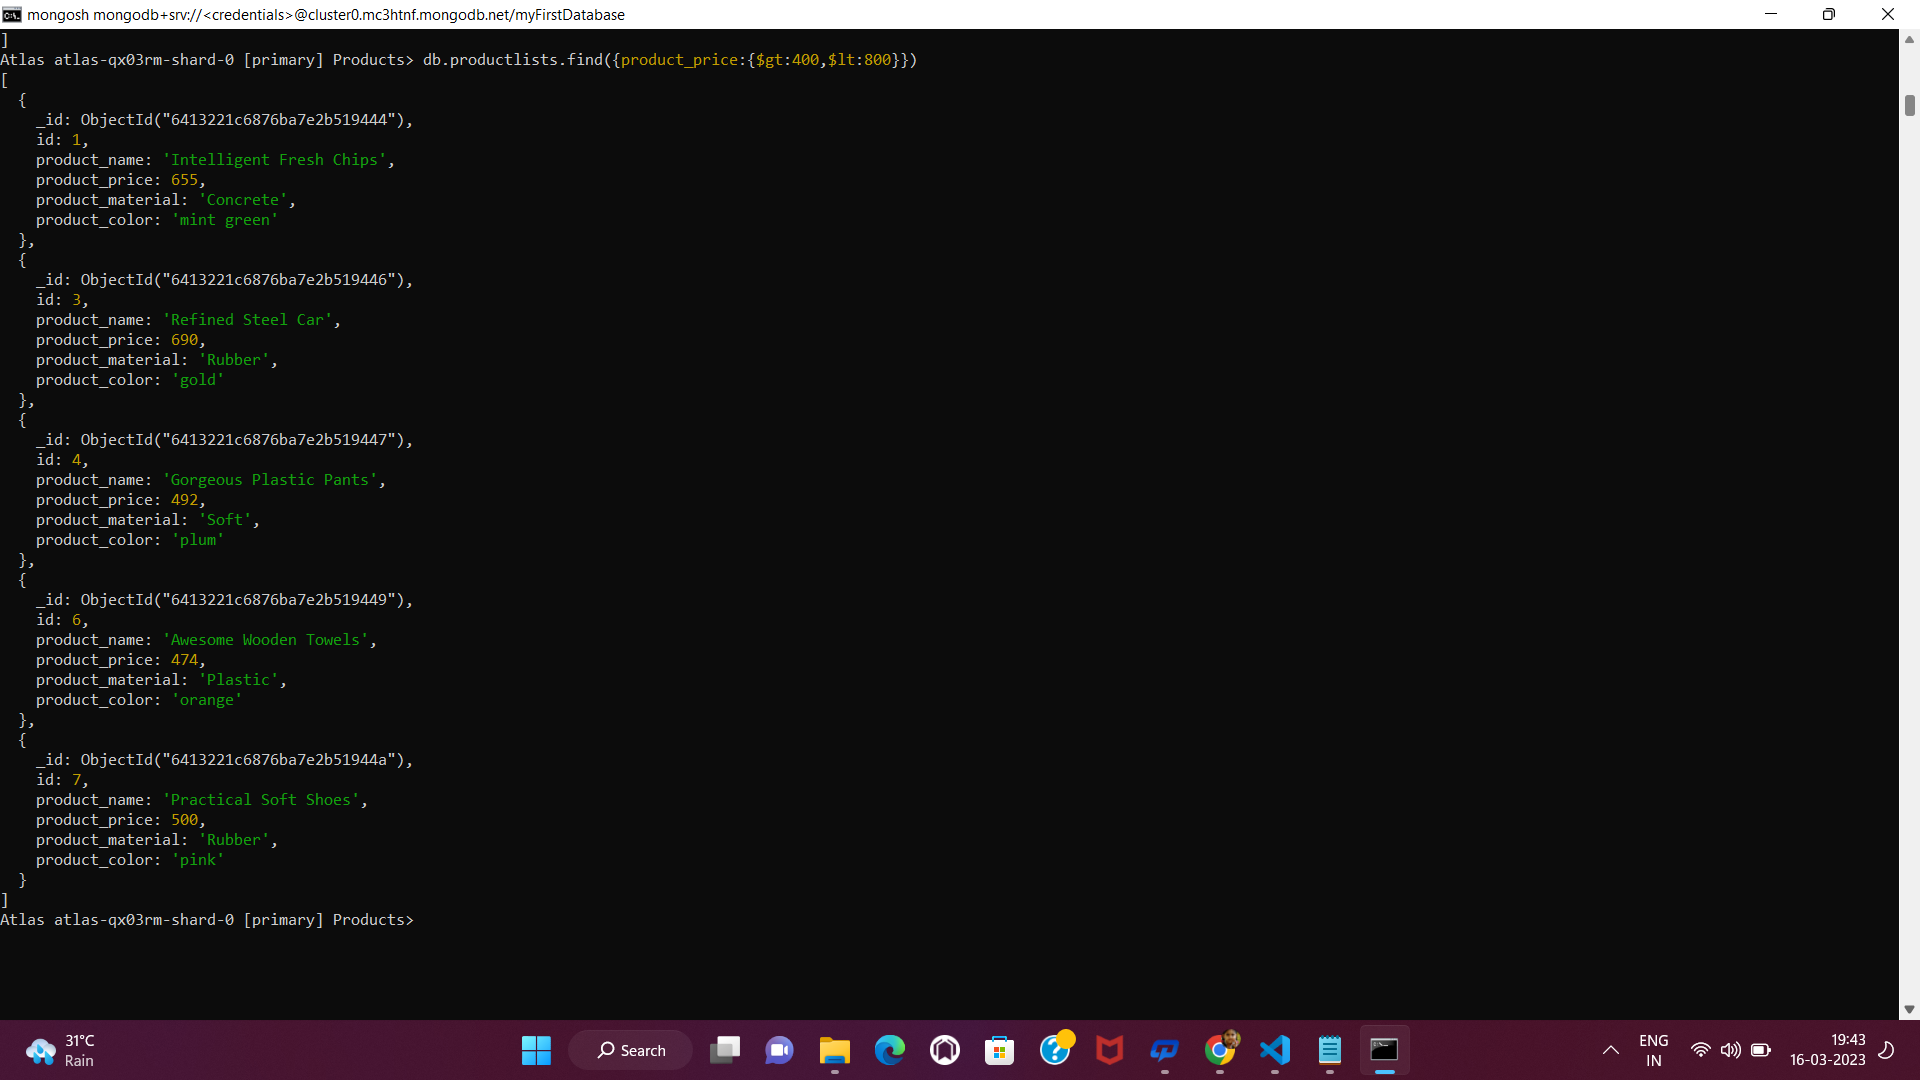 mongosh mongodb+srv://<credentials>@cluster0.mc3htnf.mongodb.net/myFirstDatabase
]
Atlas atlas-qx03rm-shard-0 [primary] Products> db.productlists.find({product_price:{$gt:400,$lt:800}})
[
  {
    _id: ObjectId("6413221c6876ba7e2b519444"),
    id: 1,
    product_name: 'Intelligent Fresh Chips',
    product_price: 655,
    product_material: 'Concrete',
    product_color: 'mint green'
  },
  {
    _id: ObjectId("6413221c6876ba7e2b519446"),
    id: 3,
    product_name: 'Refined Steel Car',
    product_price: 690,
    product_material: 'Rubber',
    product_color: 'gold'
  },
  {
    _id: ObjectId("6413221c6876ba7e2b519447"),
    id: 4,
    product_name: 'Gorgeous Plastic Pants',
    product_price: 492,
    product_material: 'Soft',
    product_color: 'plum'
  },
  {
    _id: ObjectId("6413221c6876ba7e2b519449"),
    id: 6,
    product_name: 'Awesome Wooden Towels',
    product_price: 474,
    product_material: 'Plastic',
    product_color: 'orange'
  },
  {
    _id: ObjectId("6413221c6876ba7e2b51944a"),
    id: 7,
    product_name: 'Practical Soft Shoes',
    product_price: 500,
    product_material: 'Rubber',
    product_color: 'pink'
  }
]
Atlas atlas-qx03rm-shard-0 [primary] Products>
31°C
Rain
Search
ENG
IN
19:43
16-03-2023